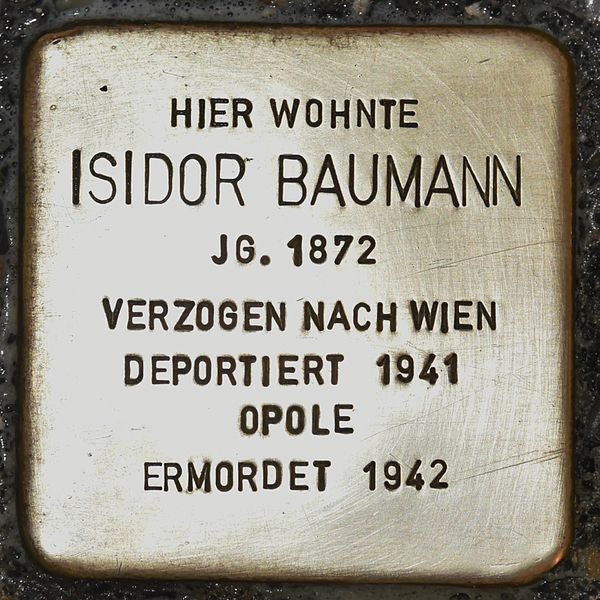 HIER WOHNTE
ISIDOR BAUMANN
JG. 1872
VERZOGEN NACH WIEN
DEPORTIERT 1941
OPOLE
ERMORDET 1942